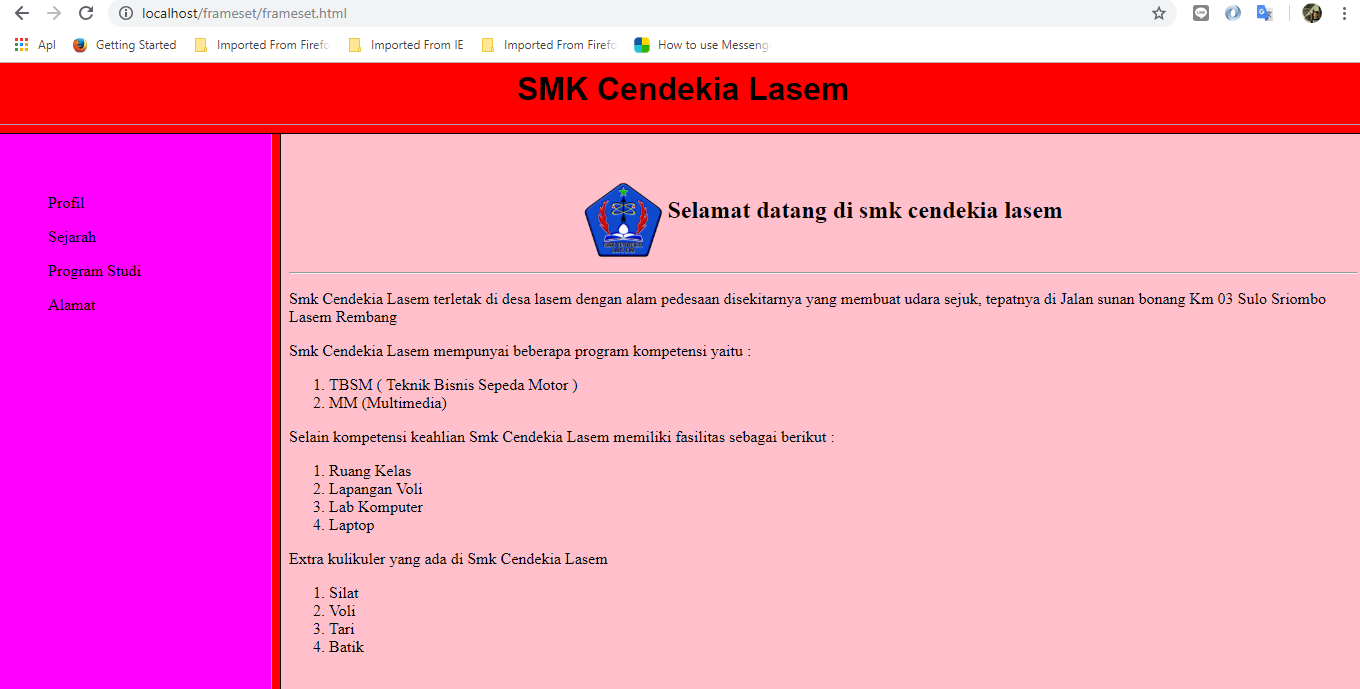 localhost/frameset/frameset.html
Apl Getting Started Imported From Firefo Imported From IE Imported From Firefo How to use Messeng
SMK Cendekia Lasem
Profil
Sejarah
Program Studi
Alamat
Selamat datang di smk cendekia lasem
Smk Cendekia Lasem terletak di desa lasem dengan alam pedesaan disekitarnya yang membuat udara sejuk, tepatnya di Jalan sunan bonang Km 03 Sulo Sriombo
Lasem Rembang
Smk Cendekia Lasem mempunyai beberapa program kompetensi yaitu :
1. TBSM ( Teknik Bisnis Sepeda Motor )
2. MM (Multimedia)
Selain kompetensi keahlian Smk Cendekia Lasem memiliki fasilitas sebagai berikut :
1. Ruang Kelas
2. Lapangan Voli
3. Lab Komputer
4. Laptop
Extra kulikuler yang ada di Smk Cendekia Lasem
1. Silat
2. Voli
3. Tari
4. Batik